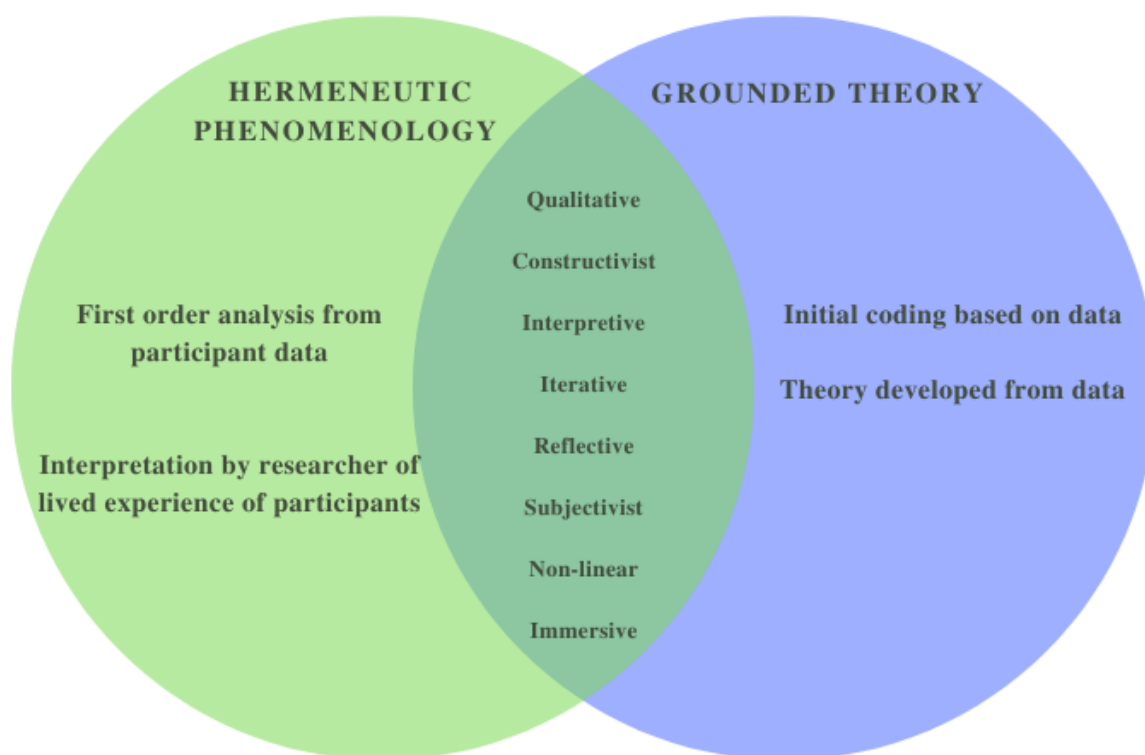 HERMENEUTIC
PHENOMENOLOGY
GROUNDED THEORY
First order analysis from
participant data
Interpretation by researcher of
lived experience of participants
Qualitative
Constructivist
Interpretive
Iterative
Reflective
Subjectivist
Non-linear
Immersive
Initial coding based on data
Theory developed from data